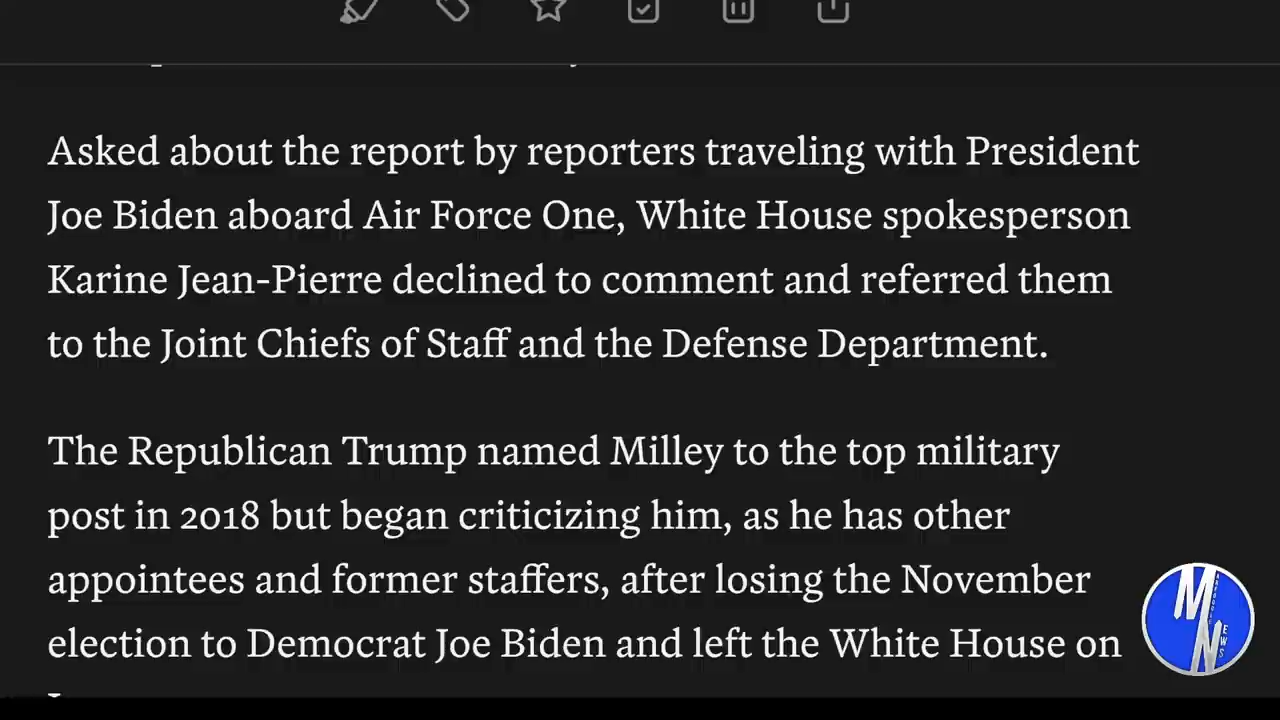 Asked about the report by reporters traveling with President
Joe Biden aboard Air Force One, White House spokesperson
Karine Jean-Pierre declined to comment and referred them
to the Joint Chiefs of Staff and the Defense Department.
The Republican Trump named Milley to the top military
post in 2018 but began criticizing him, as he has other
appointees and former staffers, after losing the November
election to Democrat Joe Biden and left the White House on
MN